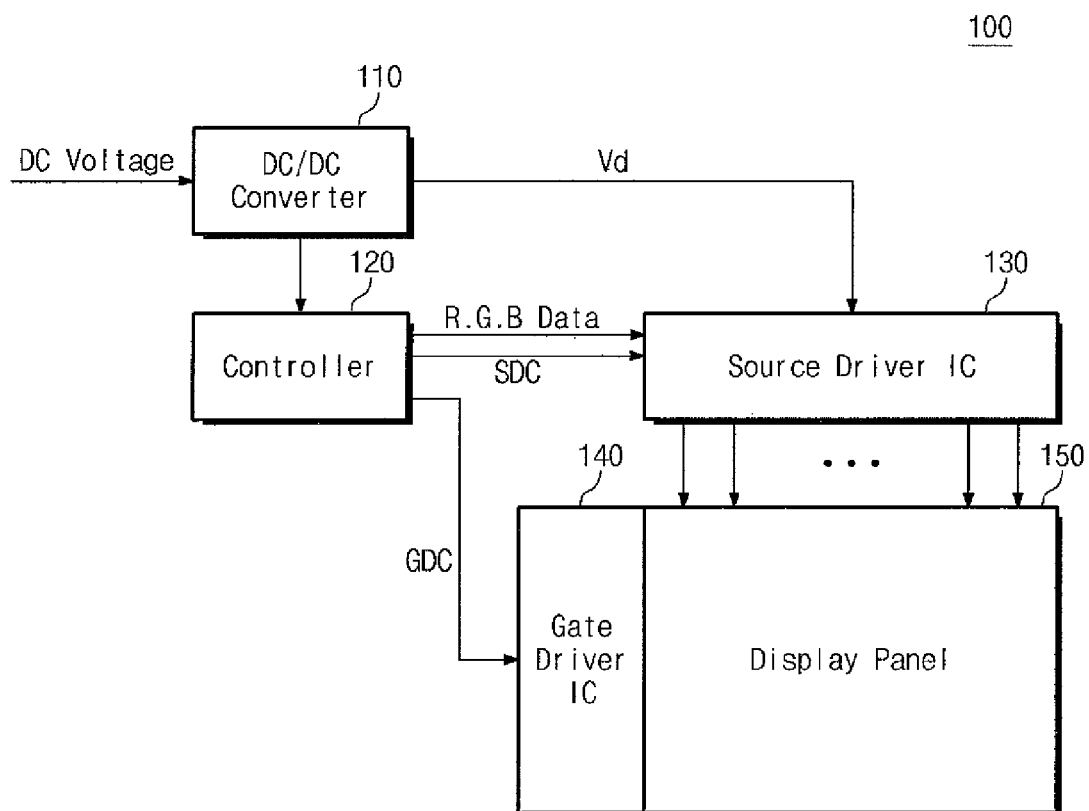 100
110
DC Voltage
DC/DC
Converter
Vd
120
130
Controller
R.G.B Data
SDC
Source Driver IC
140
...
150
GDC
Gate
Driver
IC
Display Panel